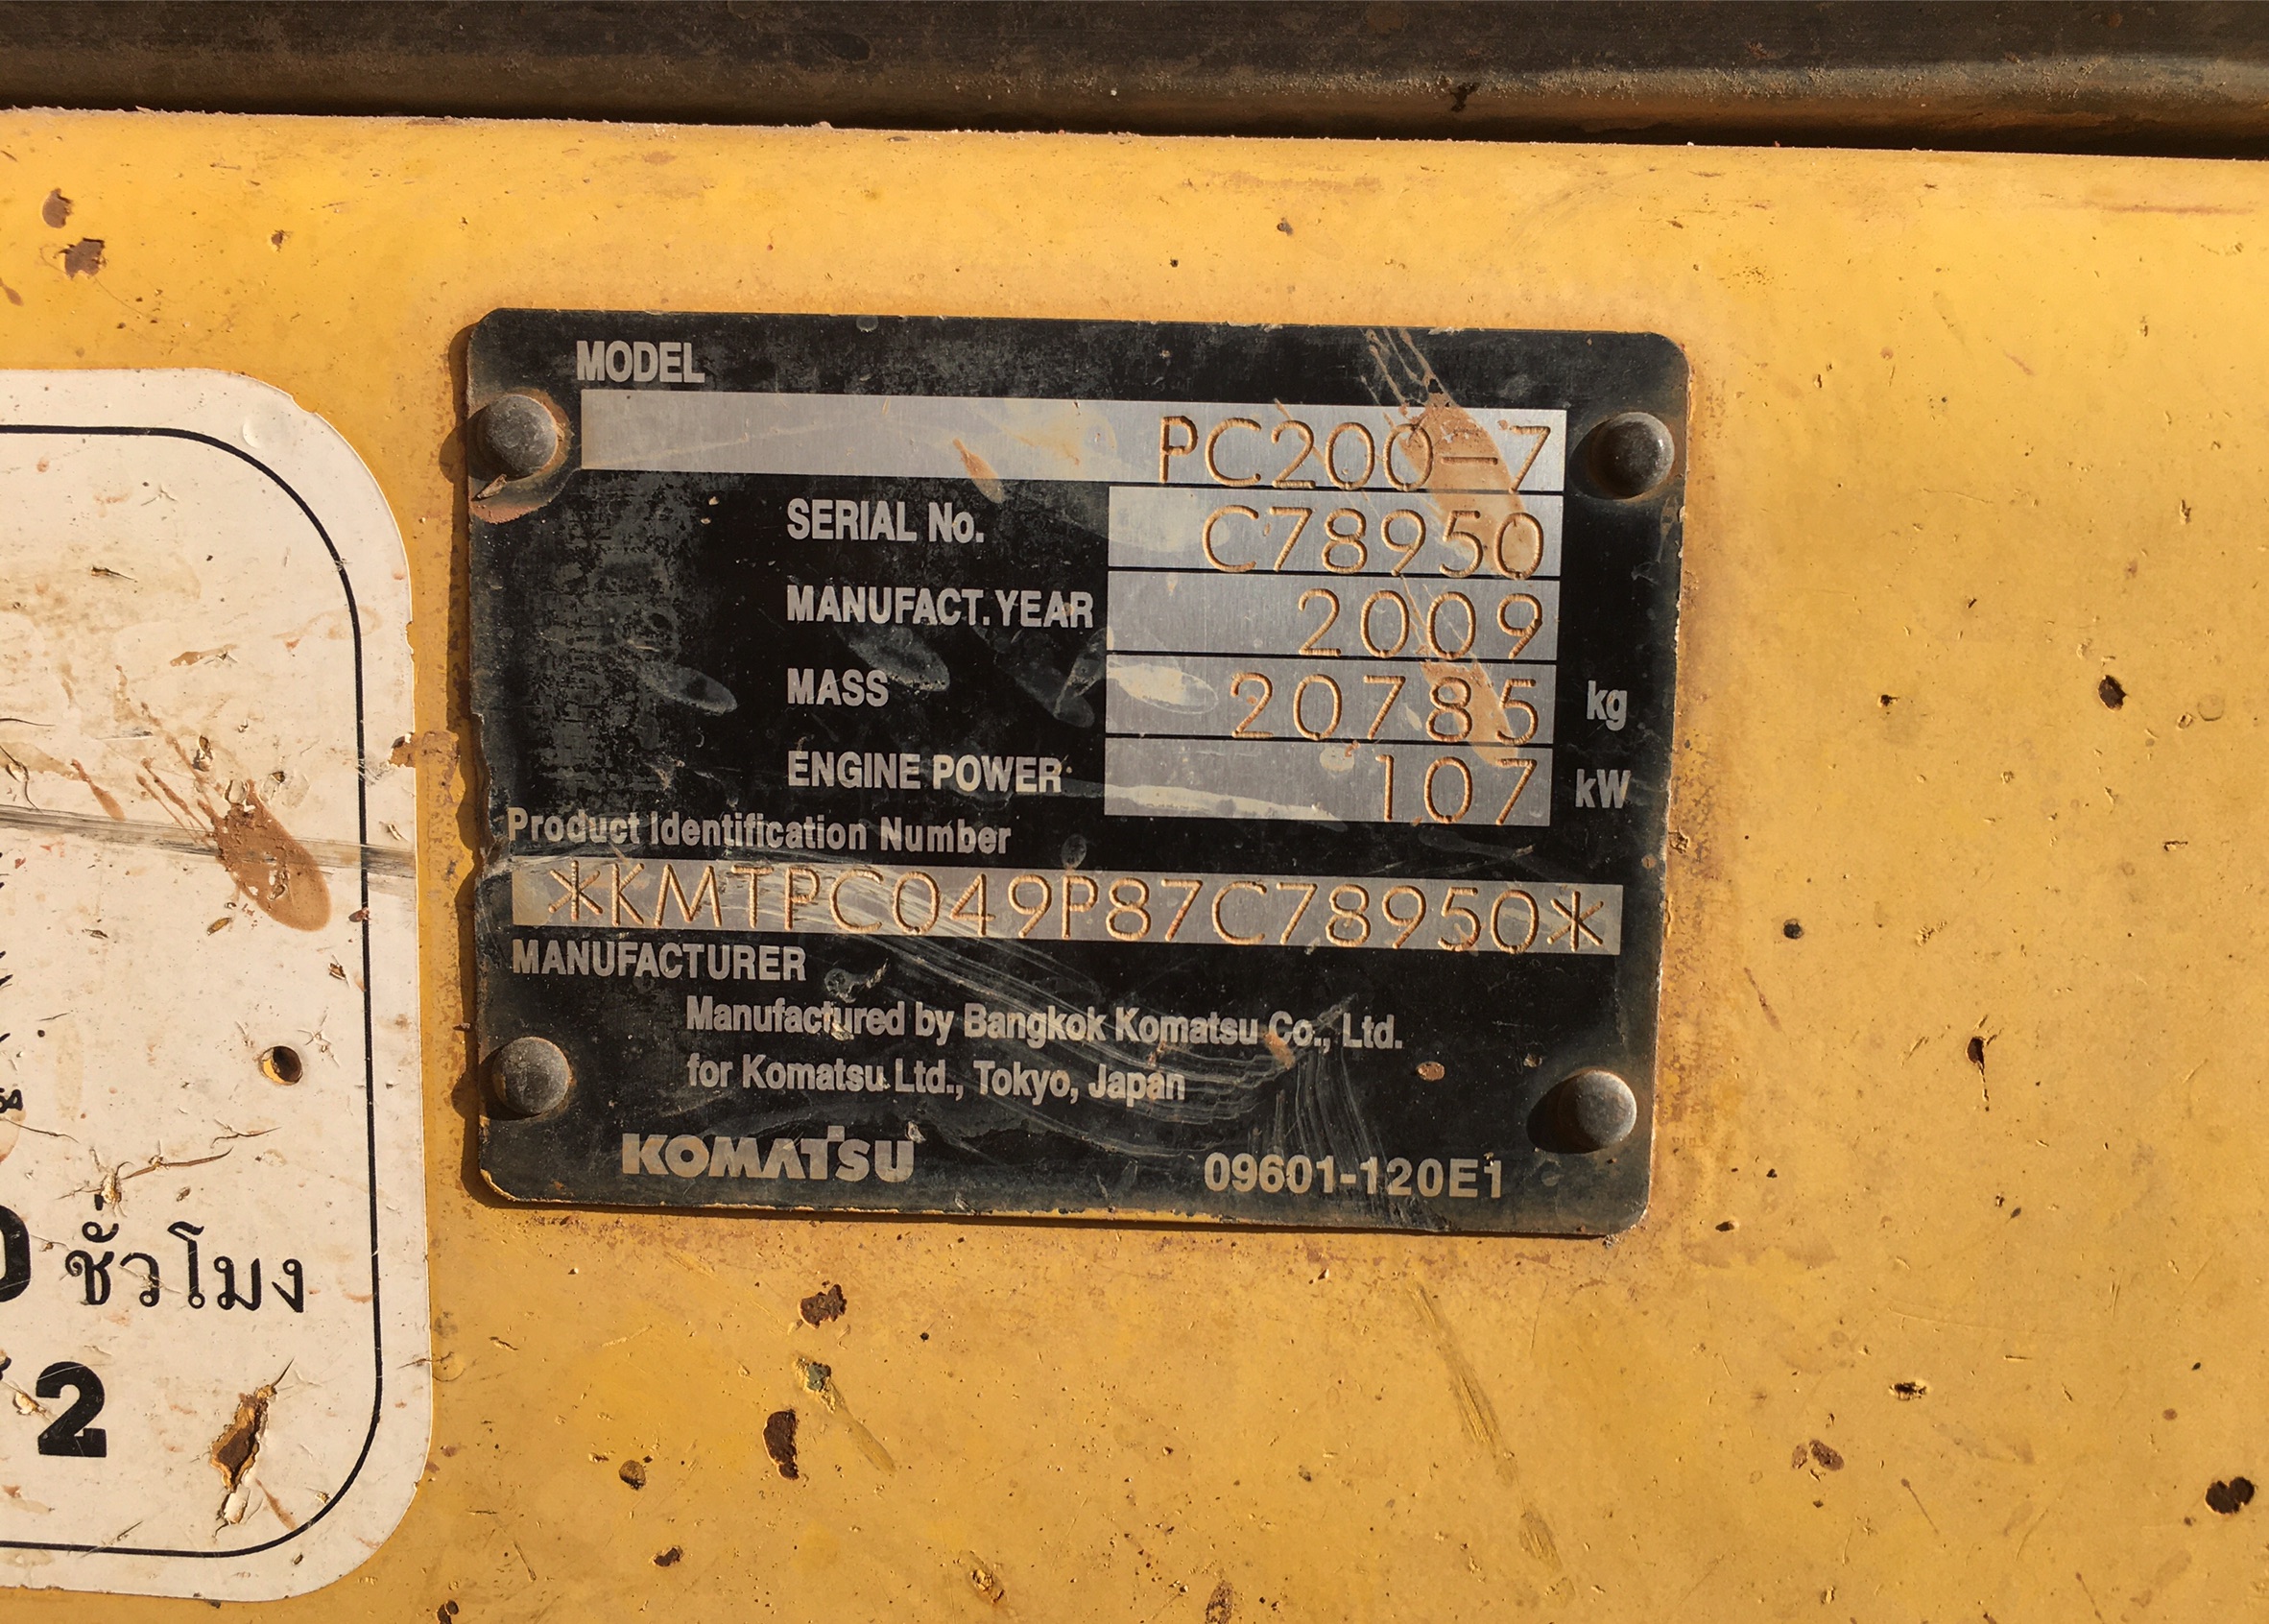 MODEL
PC200-7
SERIAL No. C78950
MANUFACT.YEAR 2009
MASS 20785 kg
ENGINE POWER 107 kW
Product Identification Number
*KMTPC049P87C78950*
MANUFACTURER
Manufactured by Bangkok Komatsu Co., Ltd.
for Komatsu Ltd., Tokyo, Japan
KOMATSU 09601-120E1
ชั่วโมง
2